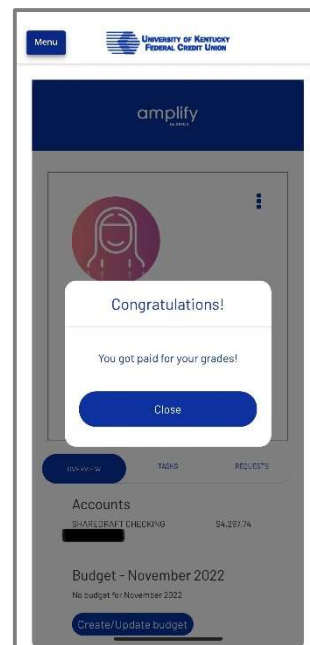 Menu
UNIVERSITY OF KENTUCKY
FEDERAL CREDIT UNION
amplify
Congratulations!
You got paid for your grades!
Close
OVERVIEW TASKS REQUESTS
Accounts
SHAREDRAFT CHECKING $4,297.74
Budget - November 2022
No budget for November 2022
Create/Update budget